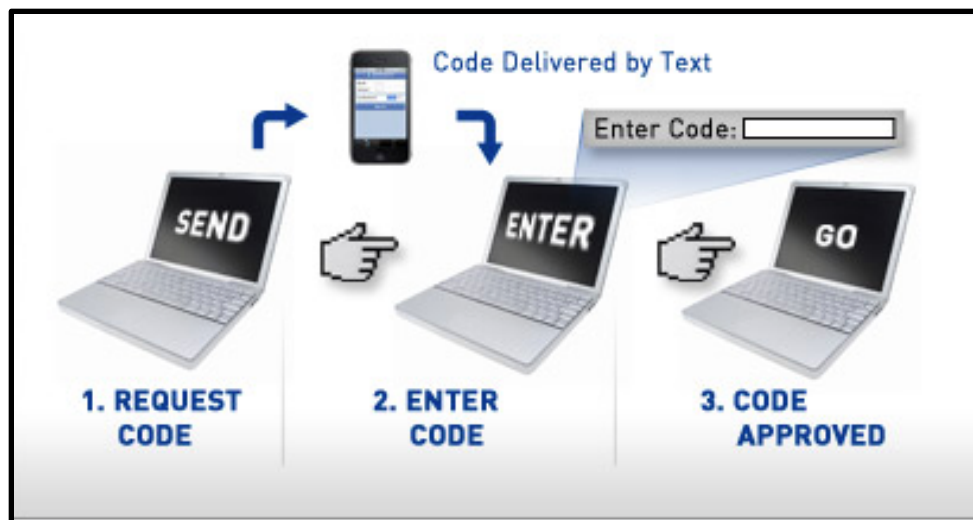 Code Delivered by Text
Enter Code:
SEND
ENTER
GO
1. REQUEST
CODE
2. ENTER
CODE
3. CODE
APPROVED